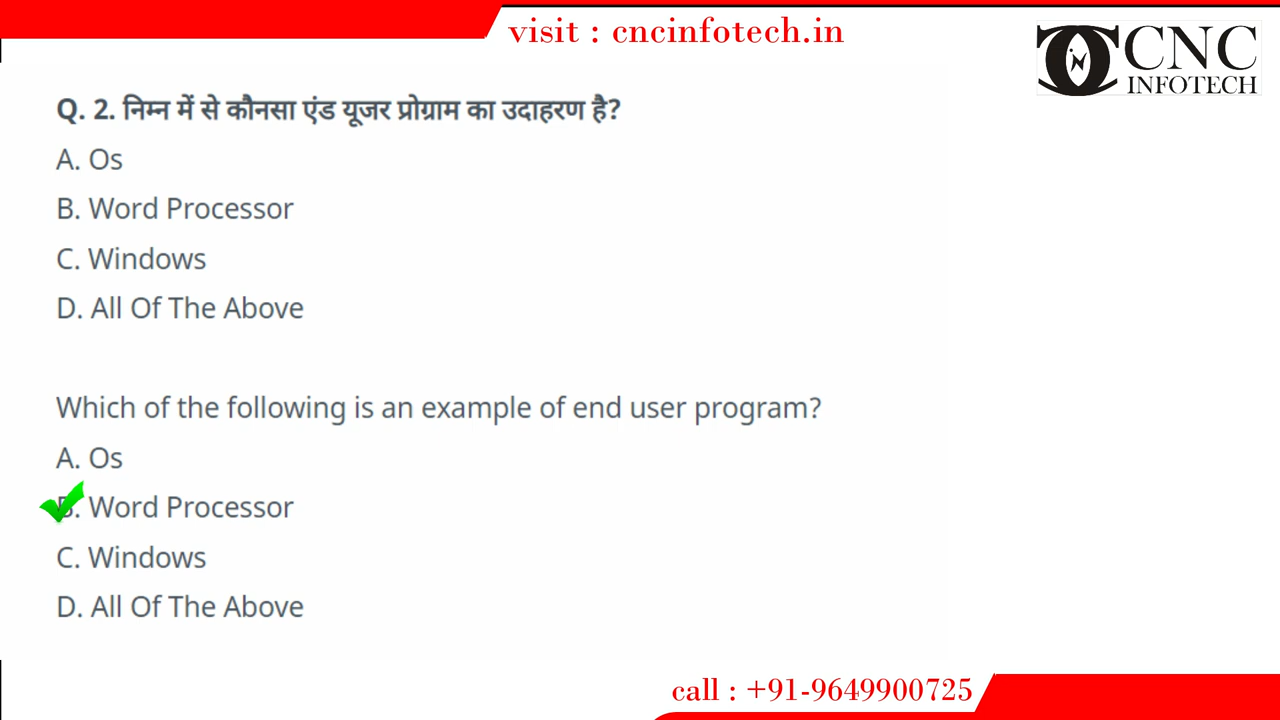 visit : cncinfotech.in
CNC
INFOTECH
Q. 2. निम्न में से कौनसा एंड यूजर प्रोग्राम का उदाहरण है?
A. Os
B. Word Processor
C. Windows
D. All Of The Above
Which of the following is an example of end user program?
A. Os
B. Word Processor
C. Windows
D. All Of The Above
call : +91-9649900725